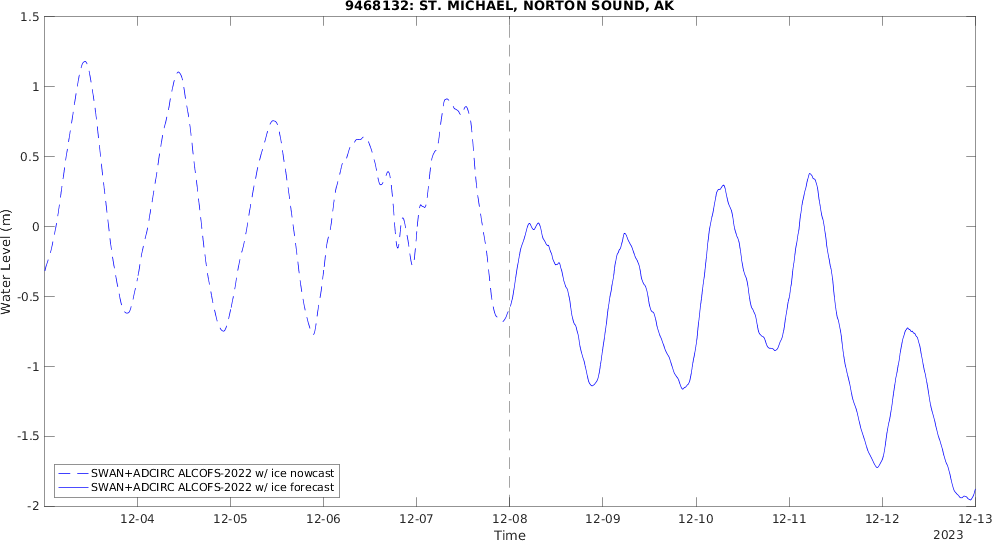 9468132: ST. MICHAEL, NORTON SOUND, AK
1.5
1
0.5
0
-0.5
-1
-1.5
-2
Water Level (m)
SWAN+ADCIRC ALCOFS-2022 w/ ice nowcast
SWAN+ADCIRC ALCOFS-2022 w/ ice forecast
12-04 12-05 12-06 12-07 12-08 12-09 12-10 12-11 12-12 12-13
Time
2023